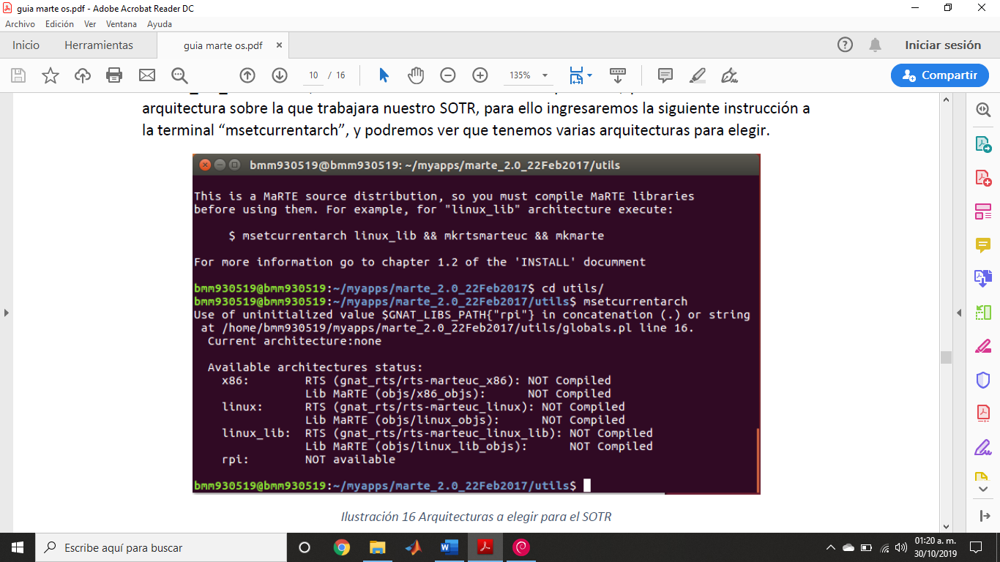 guia marte os.pdf - Adobe Acrobat Reader DC
Archivo Edición Ver Ventana Ayuda
Inicio Herramientas guia marte os.pdf × Iniciar sesión
10 / 16 135% Compartir
arquitectura sobre la que trabajara nuestro SOTR, para ello ingresaremos la siguiente instrucción a
la terminal “msetcurrentarch”, y podremos ver que tenemos varias arquitecturas para elegir.
bmm930519@bmm930519: ~/myapps/marte_2.0_22Feb2017/utils
This is a MaRTE source distribution, so you must compile MaRTE libraries
before using them. For example, for "linux_lib" architecture execute:
$ msetcurrentarch linux_lib && mkrtsmarteuc && mkmarte
For more information go to chapter 1.2 of the 'INSTALL' documment
bmm930519@bmm930519:~/myapps/marte_2.0_22Feb2017$ cd utils/
bmm930519@bmm930519:~/myapps/marte_2.0_22Feb2017/utils$ msetcurrentarch
Use of uninitialized value $GNAT_LIBS_PATH{"rpi"} in concatenation (.) or string
at /home/bmm930519/myapps/marte_2.0_22Feb2017/utils/globals.pl line 16.
Current architecture:none
Available architectures status:
x86: RTS (gnat_rts/rts-marteuc_x86): NOT Compiled
Lib MaRTE (objs/x86_objs): NOT Compiled
linux: RTS (gnat_rts/rts-marteuc_linux): NOT Compiled
Lib MaRTE (objs/linux_objs): NOT Compiled
linux_lib: RTS (gnat_rts/rts-marteuc_linux_lib): NOT Compiled
Lib MaRTE (objs/linux_lib_objs): NOT Compiled
rpi: NOT available
bmm930519@bmm930519:~/myapps/marte_2.0_22Feb2017/utils$
Ilustración 16 Arquitecturas a elegir para el SOTR
Escribe aquí para buscar
01:20 a. m.
30/10/2019